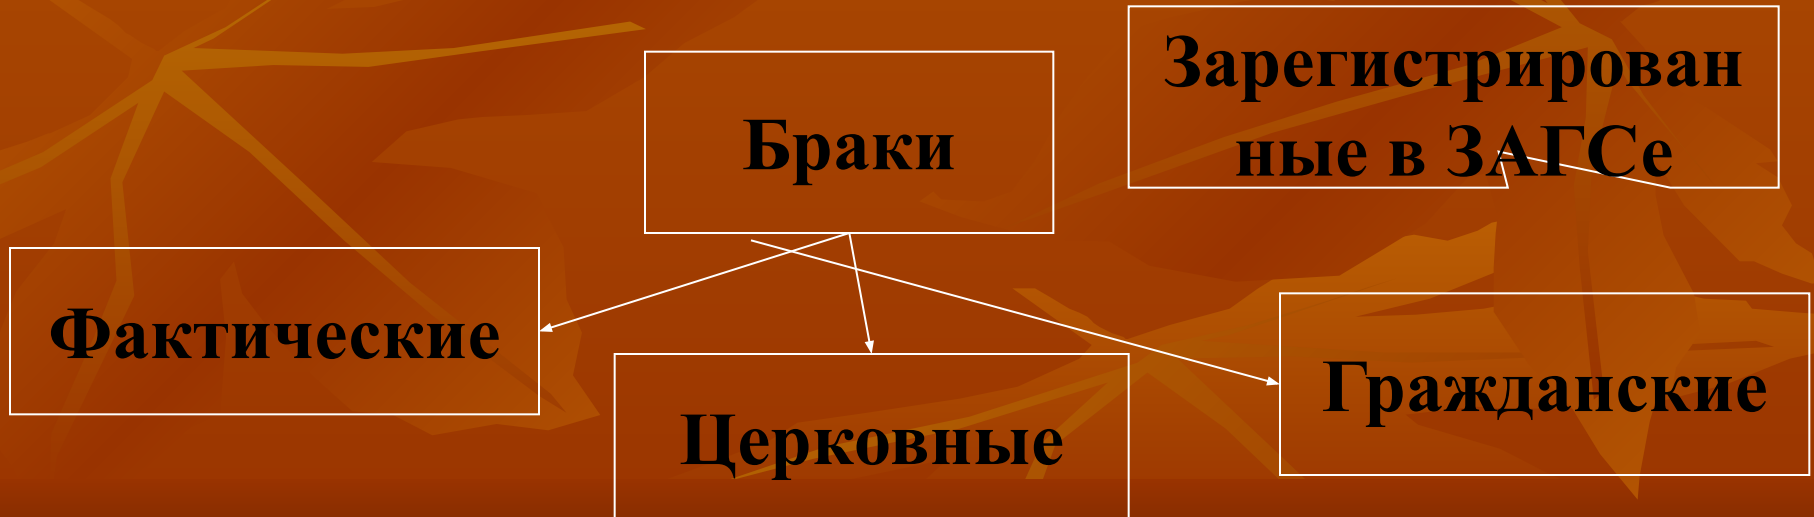 Браки
Зарегистрирован
ные в ЗАГСе
Фактические
Церковные
Гражданские